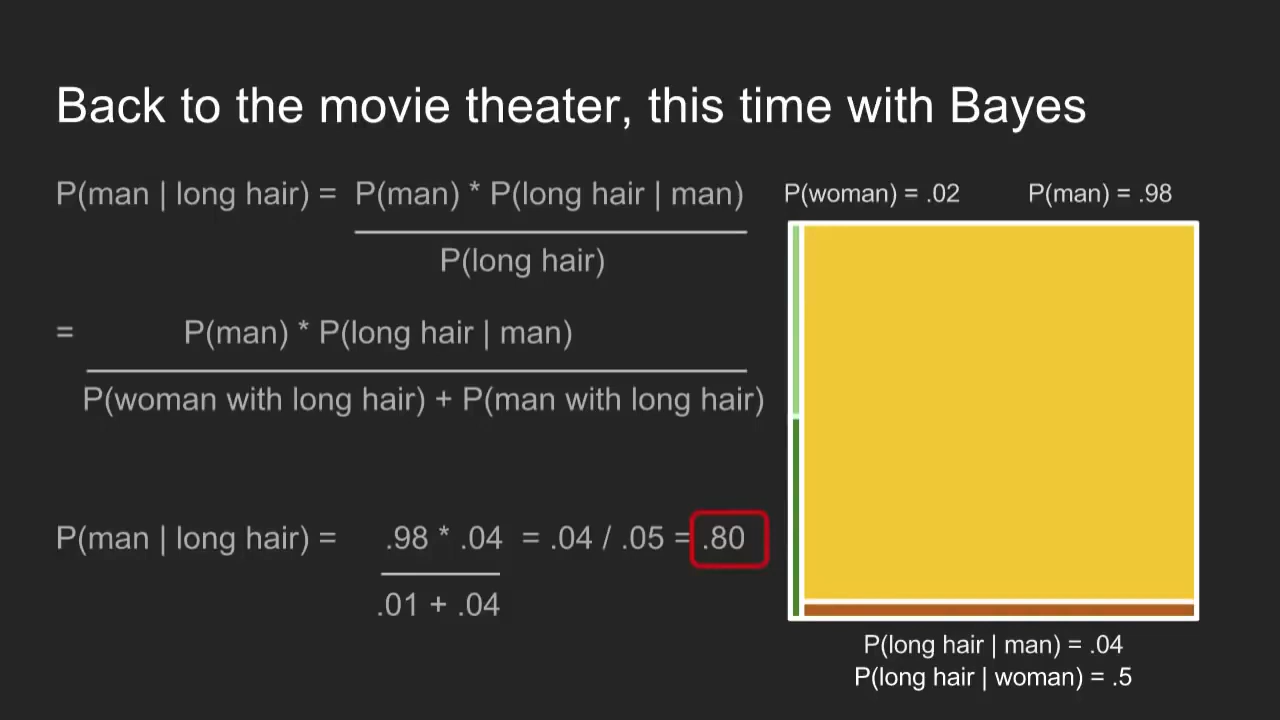 Back to the movie theater, this time with Bayes
P(man | long hair) = P(man) * P(long hair | man)
P(long hair)
= P(man) * P(long hair | man)
P(woman with long hair) + P(man with long hair)
P(man | long hair) = .98 * .04 = .04 / .05 = .80
.01 + .04
P(woman) = .02 P(man) = .98
P(long hair | man) = .04
P(long hair | woman) = .5